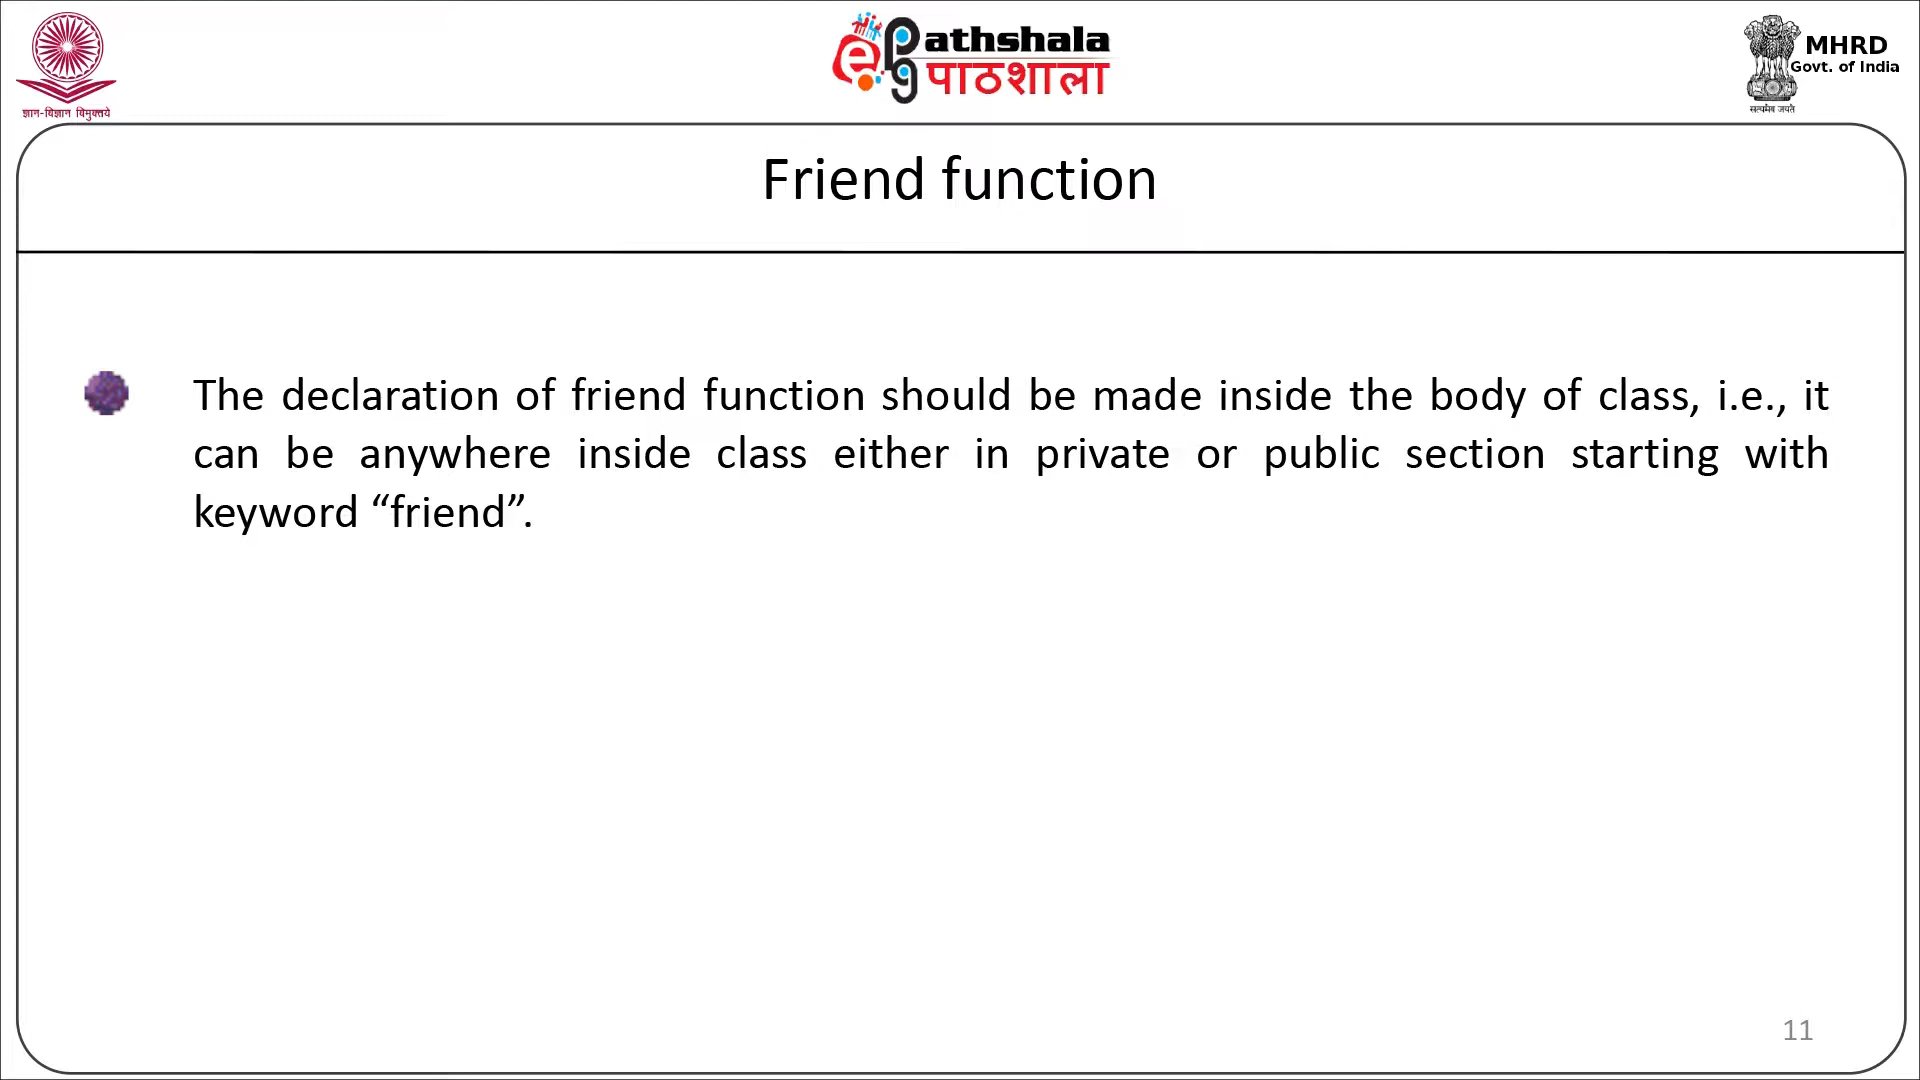 ज्ञान-विज्ञान विमुक्तये
ePathshala
पाठशाला
MHRD
Govt. of India
सत्यमेव जयते
Friend function
The declaration of friend function should be made inside the body of class, i.e., it
can be anywhere inside class either in private or public section starting with
keyword “friend”.
11